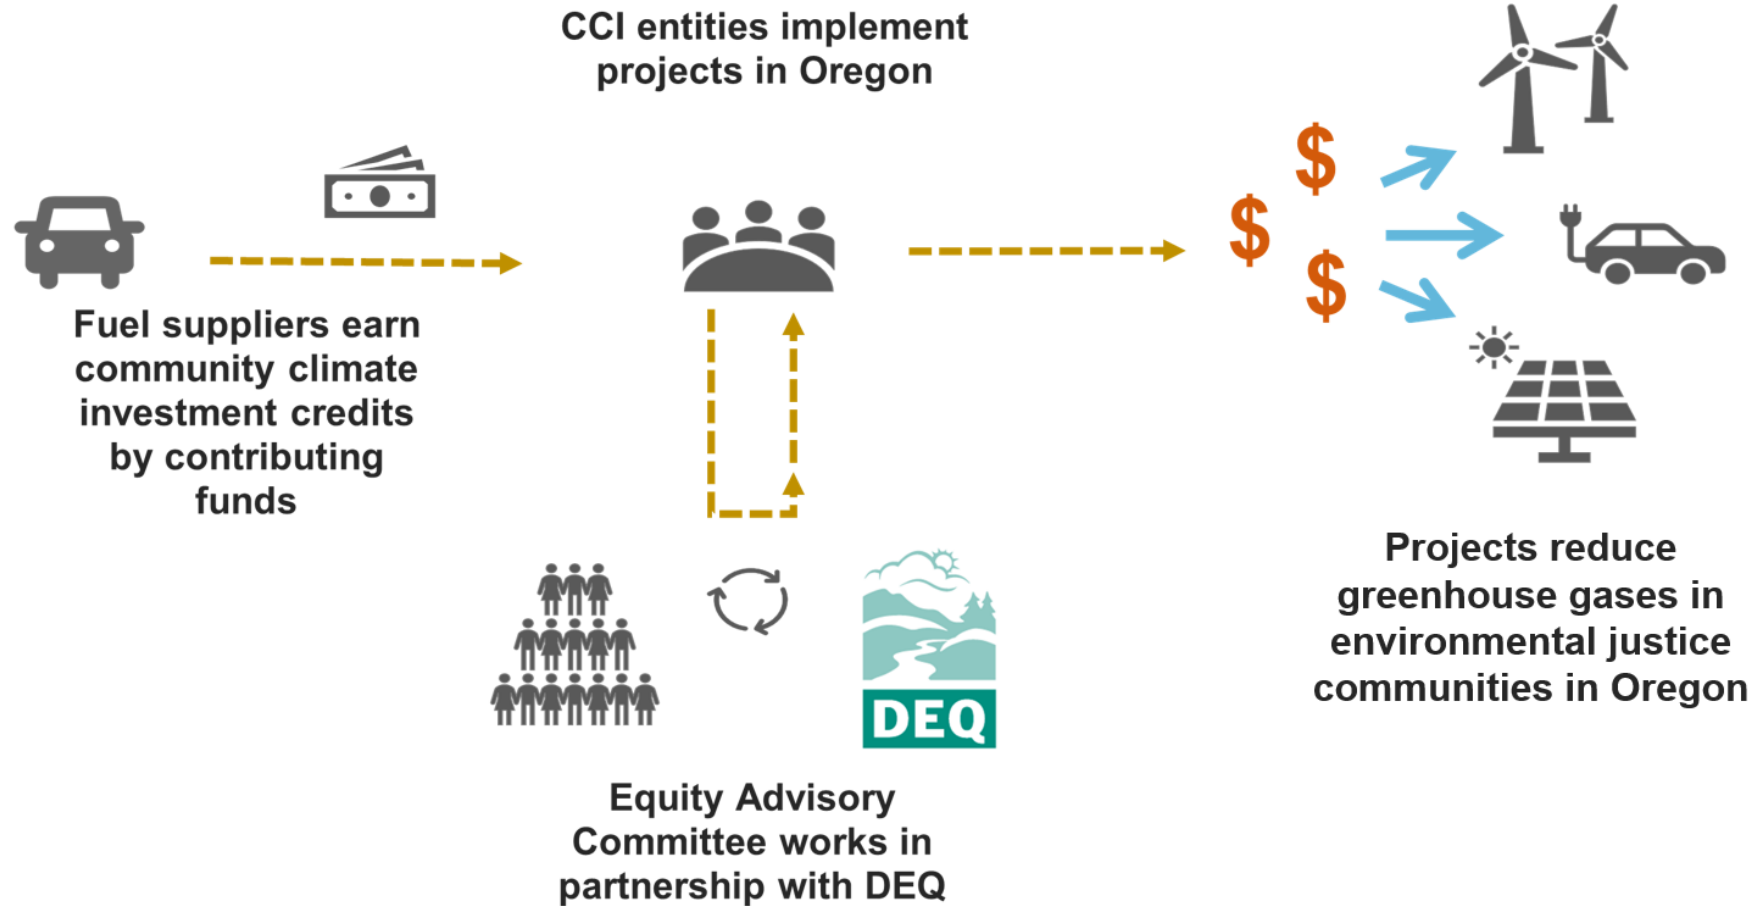 CCI entities implement
projects in Oregon
$
$
$
Fuel suppliers earn
community climate
investment credits
by contributing
funds
DEQ
Projects reduce
greenhouse gases in
environmental justice
communities in Oregon
Equity Advisory
Committee works in
partnership with DEQ